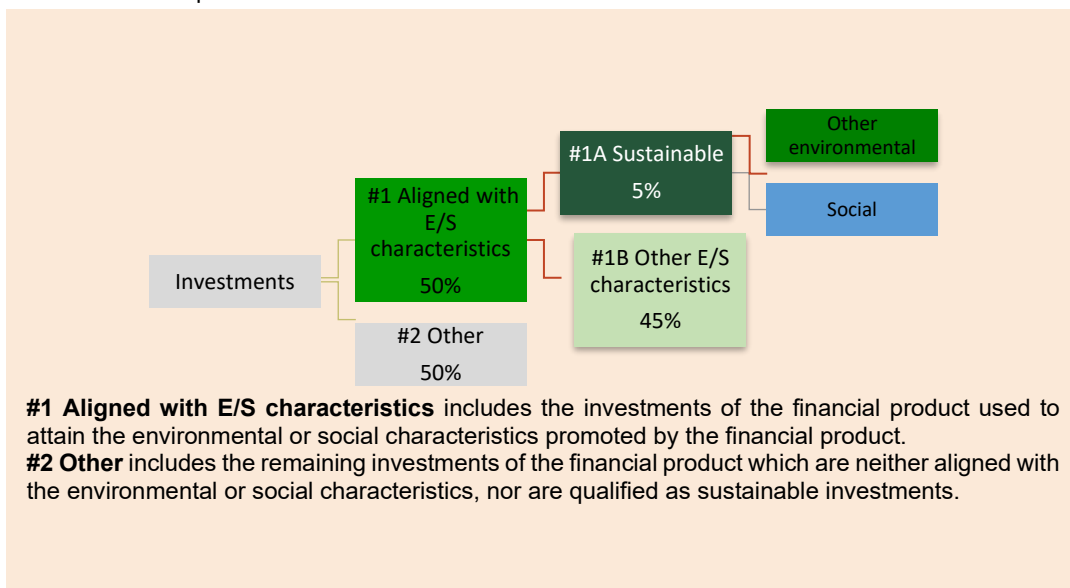 Other
environmental
#1A Sustainable
5%
#1 Aligned with
E/S
characteristics
50%
Social
#1B Other E/S
characteristics
45%
Investments
#2 Other
50%
#1 Aligned with E/S characteristics includes the investments of the financial product used to
attain the environmental or social characteristics promoted by the financial product.
#2 Other includes the remaining investments of the financial product which are neither aligned with
the environmental or social characteristics, nor are qualified as sustainable investments.